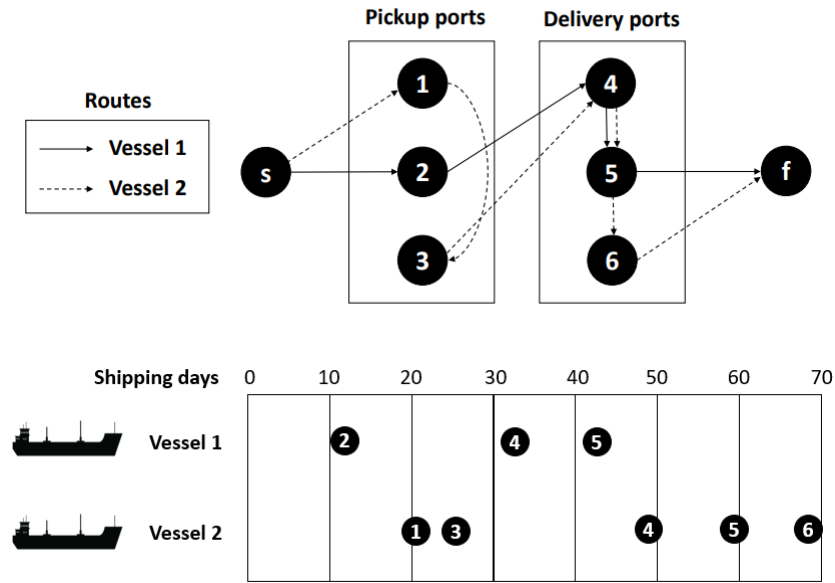 Pickup ports
Delivery ports
Routes
Vessel 1
Vessel 2
s
1
2
3
4
5
6
f
Shipping days
0 10 20 30 40 50 60 70
Vessel 1
2 4 5
Vessel 2
1 3 4 5 6